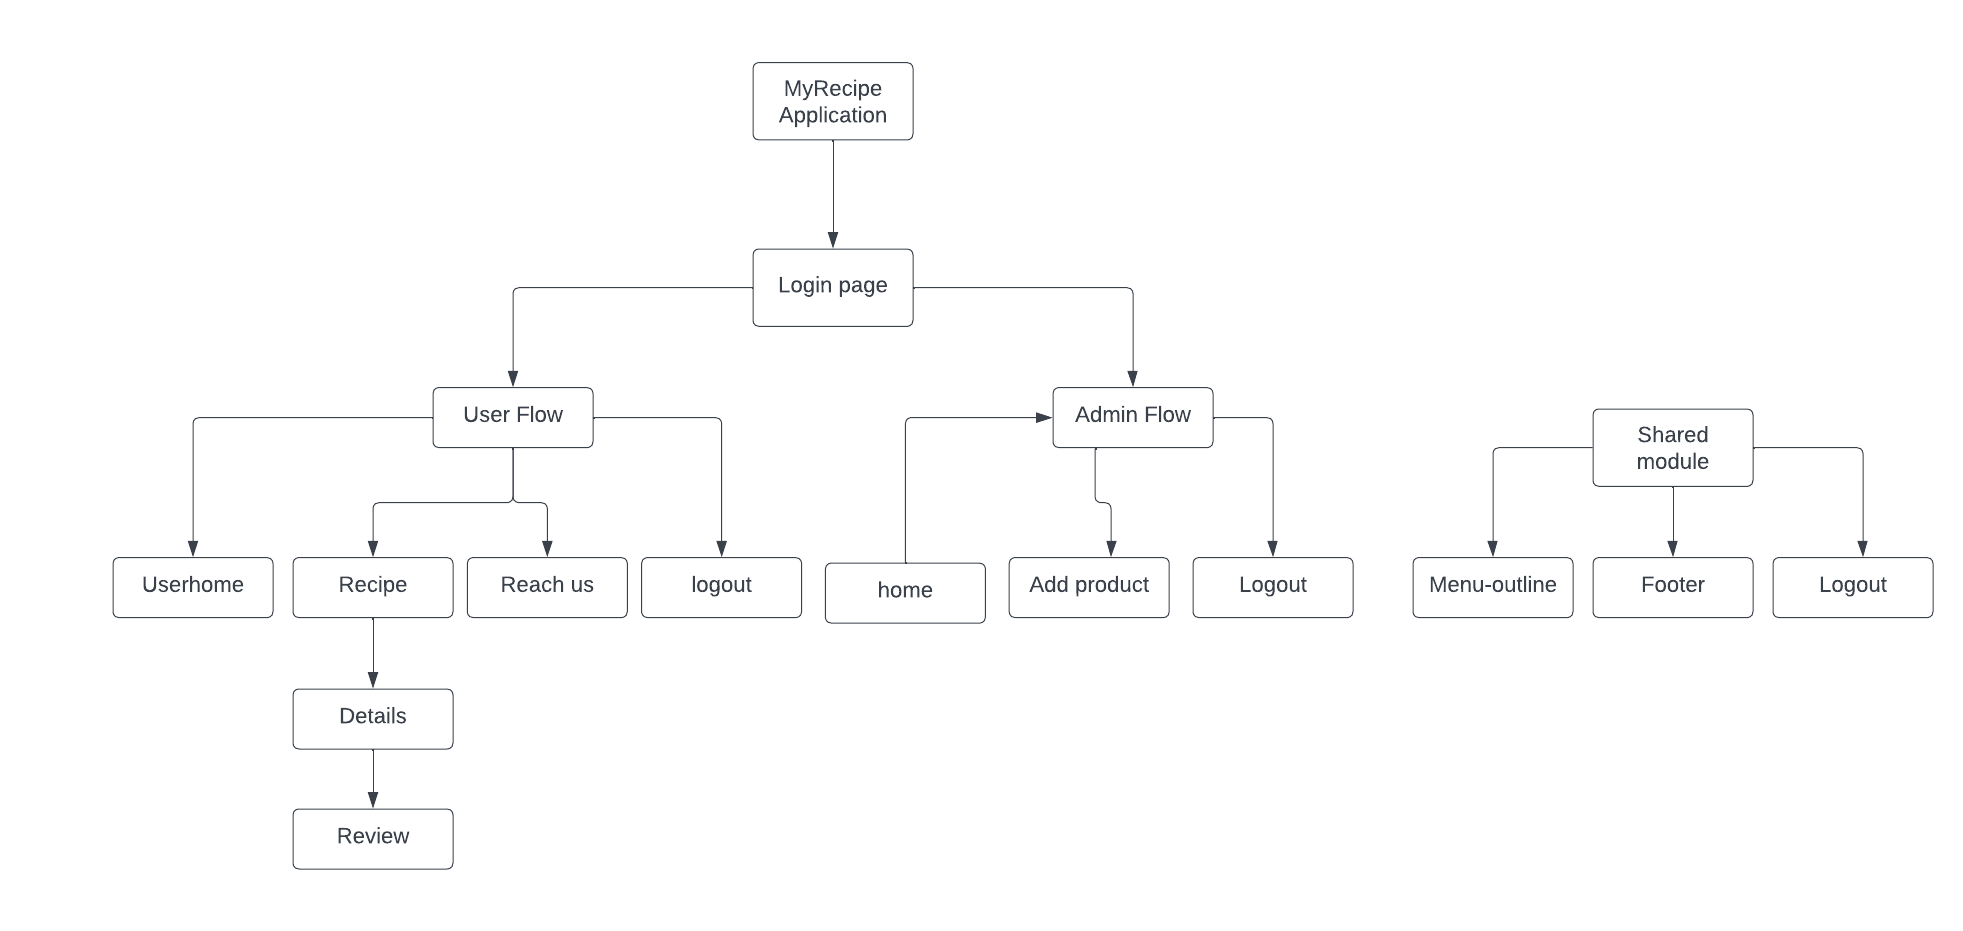 MyRecipe
Application
Login page
User Flow
Admin Flow
Shared
module
Userhome
Recipe
Reach us
logout
home
Add product
Logout
Menu-outline
Footer
Logout
Details
Review